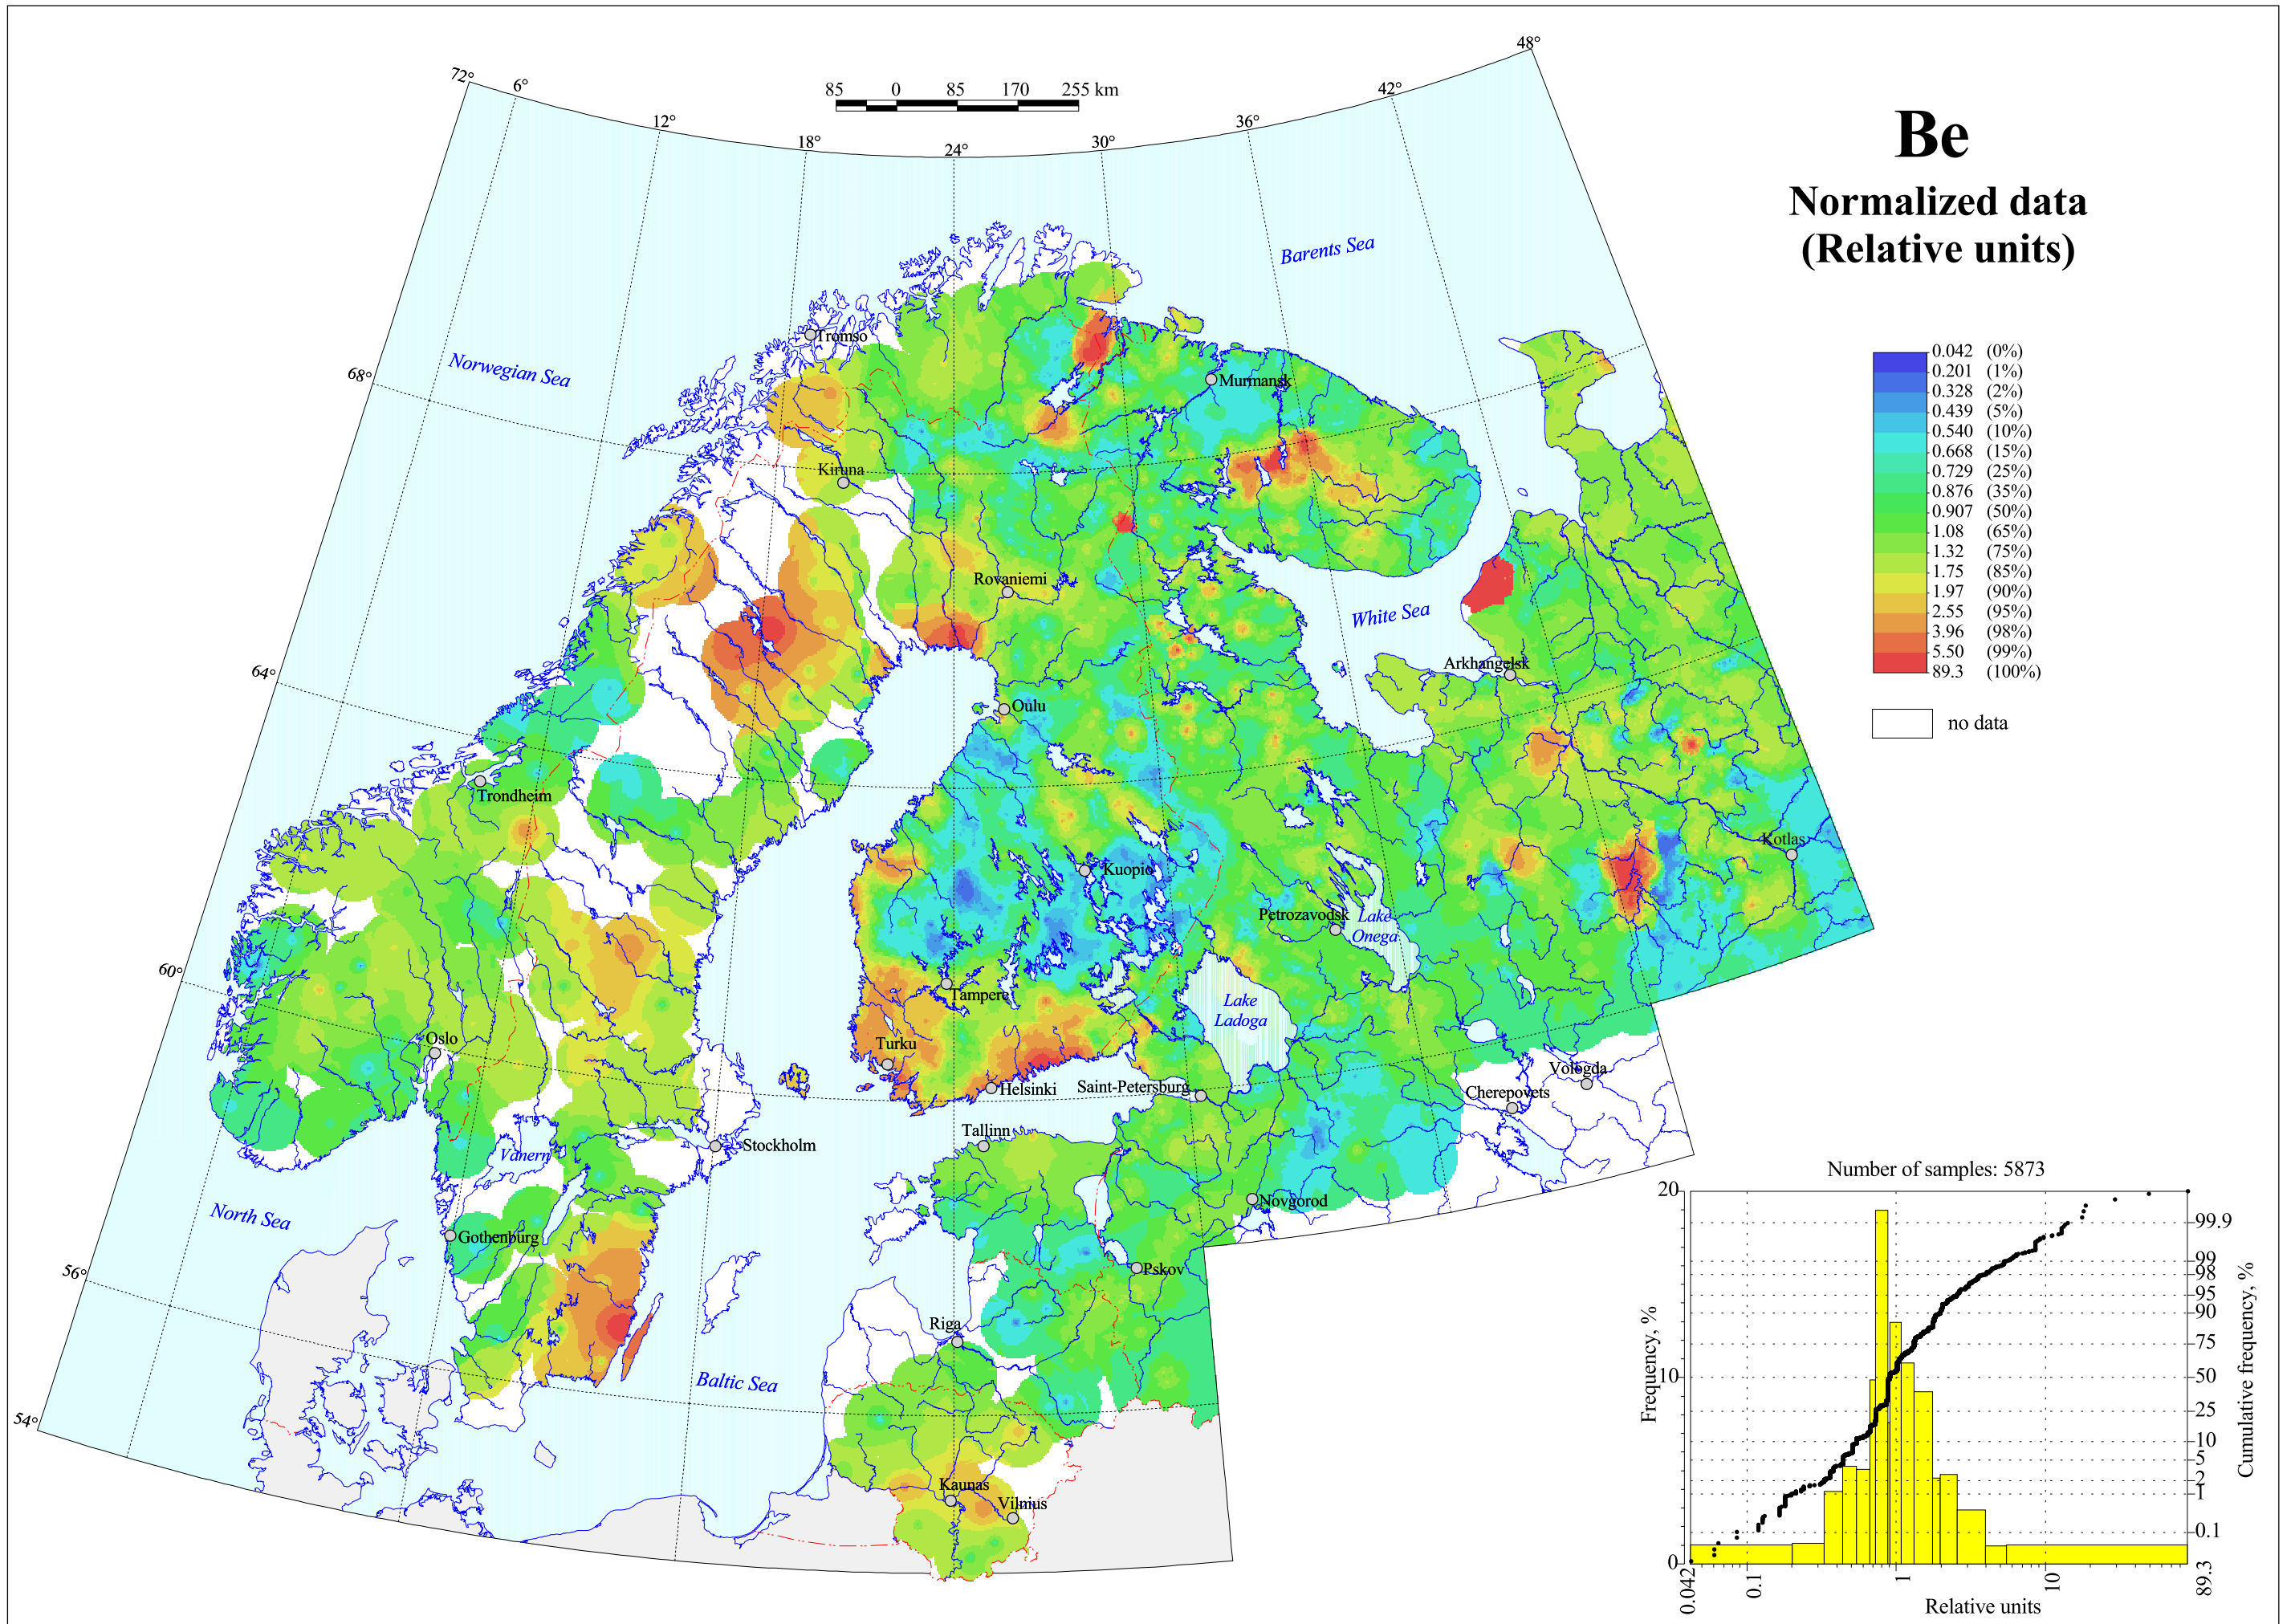 Be
Normalized data
(Relative units)
85 0 85 170 255 km
72° 6° 12° 18° 24° 30° 36° 42° 48°
68°
64°
60°
56°
54°
Barents Sea
Norwegian Sea
Tromso
Murmansk
Kiruna
Rovaniemi
White Sea
Arkhangelsk
Oulu
Trondheim
Kotlas
Kuopio
Petrozavodsk
Lake
Onega
Tampere
Lake
Ladoga
Oslo
Turku
Helsinki
Saint-Petersburg
Vologda
Cherepovets
Tallinn
Stockholm
Vanern
Novgorod
North Sea
Gothenburg
Pskov
Riga
Baltic Sea
Kaunas
Vilnius
0.042 (0%)
0.201 (1%)
0.328 (2%)
0.439 (5%)
0.540 (10%)
0.668 (15%)
0.729 (25%)
0.876 (35%)
0.907 (50%)
1.08 (65%)
1.32 (75%)
1.75 (85%)
1.97 (90%)
2.55 (95%)
3.96 (98%)
5.50 (99%)
89.3 (100%)
no data
Number of samples: 5873
Frequency, %
20
10
0
Cumulative frequency, %
99.9
99
98
95
90
75
50
25
10
5
2
1
0.1
0.042 0.1 1 10 89.3
Relative units